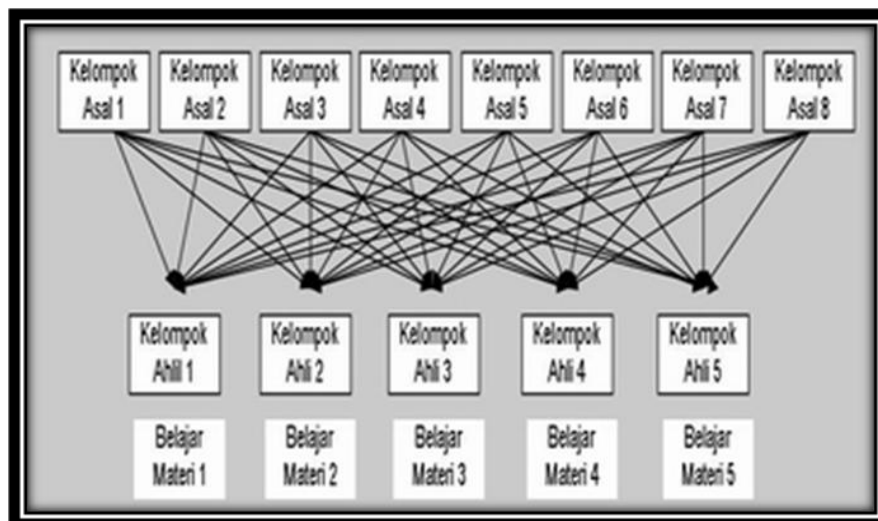 Kelompok
Asal 1
Kelompok
Asal 2
Kelompok
Asal 3
Kelompok
Asal 4
Kelompok
Asal 5
Kelompok
Asal 6
Kelompok
Asal 7
Kelompok
Asal 8
Kelompok
Ahlil 1
Kelompok
Ahli 2
Kelompok
Ahli 3
Kelompok
Ahli 4
Kelompok
Ahli 5
Belajar
Materi 1
Belajar
Materi 2
Belajar
Materi 3
Belajar
Materi 4
Belajar
Materi 5